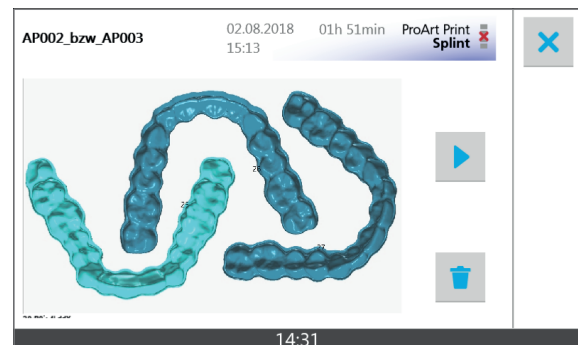 AP002_bzw_AP003
02.08.2018 01h 51min
15:13
ProArt Print
Splint
26
25
27
14:31